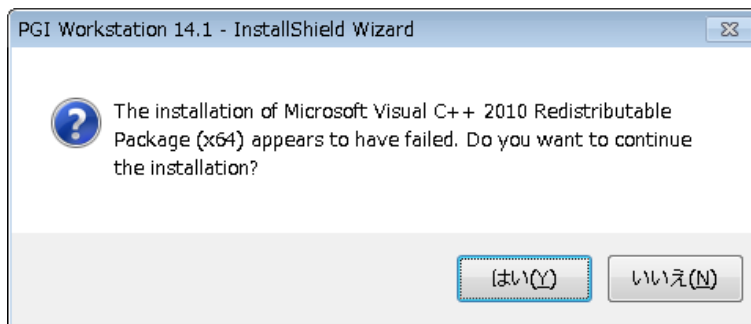 PGI Workstation 14.1 - InstallShield Wizard
The installation of Microsoft Visual C++ 2010 Redistributable
Package (x64) appears to have failed. Do you want to continue
the installation?
はい(Y) いいえ(N)